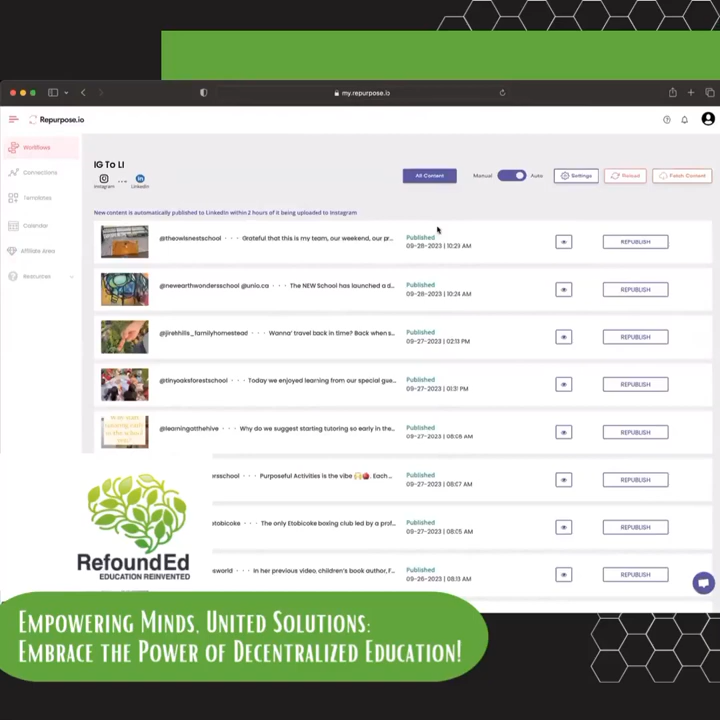 my.repurpose.io
Repurpose.io
Workflows
Connections
Templates
Calendar
Affiliate Area
IG To LI
Instagram
LinkedIn
All Content
Manual
Auto
Settings
Reload
Fetch Content
New content is automatically published to LinkedIn within 2 hours of it being uploaded to Instagram
@theowlsnestschool · · · Grateful that this is my team, our weekend, our pr...
Published
09-28-2023 | 10:23 AM
REPUBLISH
@newearthwondersschool @unio.ca · · · The NEW School has launched a d...
Published
09-28-2023 | 10:24 AM
REPUBLISH
@jirekhills_familyhomestead · · · Wanna' travel back in time? Back when s...
Published
09-27-2023 | 02:13 PM
REPUBLISH
@tinyoaksforestschool · · · Today we enjoyed learning from our special gue...
Published
09-27-2023 | 01:31 PM
REPUBLISH
@learningatthehive · · · Why do we suggest starting tutoring so early in the...
Published
09-27-2023 | 08:08 AM
REPUBLISH
rsschool · · · Purposeful Activities is the vibe 🙌🍎. Each ...
Published
09-27-2023 | 08:07 AM
REPUBLISH
tobicoke · · · The only Etobicoke boxing club led by a prof...
Published
09-27-2023 | 08:05 AM
REPUBLISH
sworld · · · In her previous video, children's book author, F...
Published
09-26-2023 | 08:13 AM
REPUBLISH
RefoundEd
EDUCATION REINVENTED
Empowering Minds, United Solutions:
Embrace the Power of Decentralized Education!